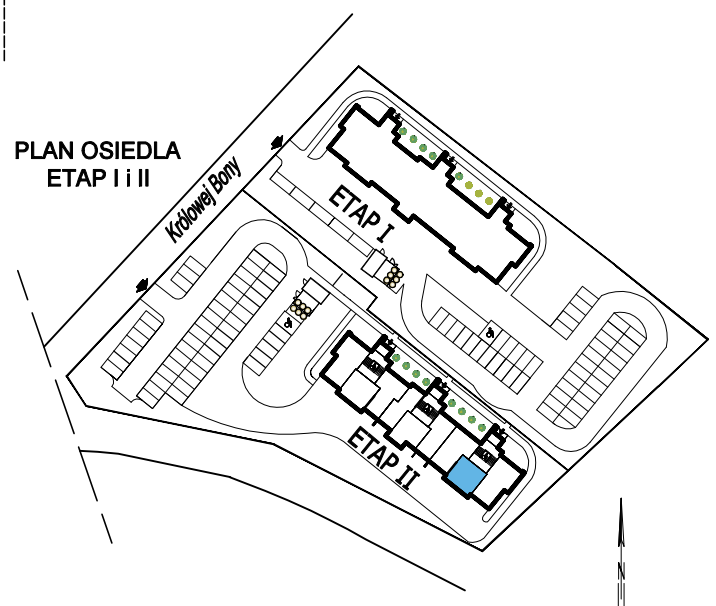 PLAN OSIEDLA
ETAP I i II
Królowej Bony
ETAP I
ETAP II
N